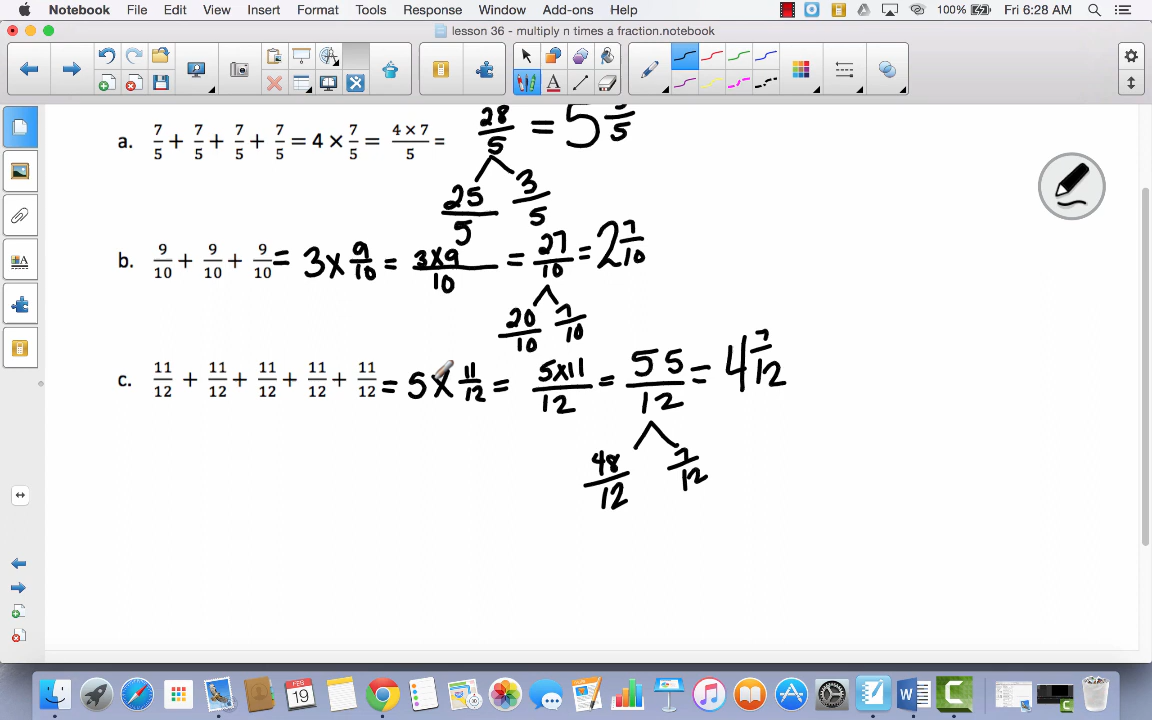 Notebook File Edit View Insert Format Tools Response Window Add-ons Help 100% Fri 6:28 AM
lesson 36 - multiply n times a fraction.notebook
a. 7/5 + 7/5 + 7/5 + 7/5 = 4 × 7/5 = (4 × 7)/5 = 28/5 = 5 3/5
25/5 3/5
b. 9/10 + 9/10 + 9/10 = 3 × 9/10 = 3×9/10 = 27/10 = 2 7/10
20/10 7/10
c. 11/12 + 11/12 + 11/12 + 11/12 + 11/12 = 5 × 11/12 = 5×11/12 = 55/12 = 4 7/12
48/12 7/12
FEB
19